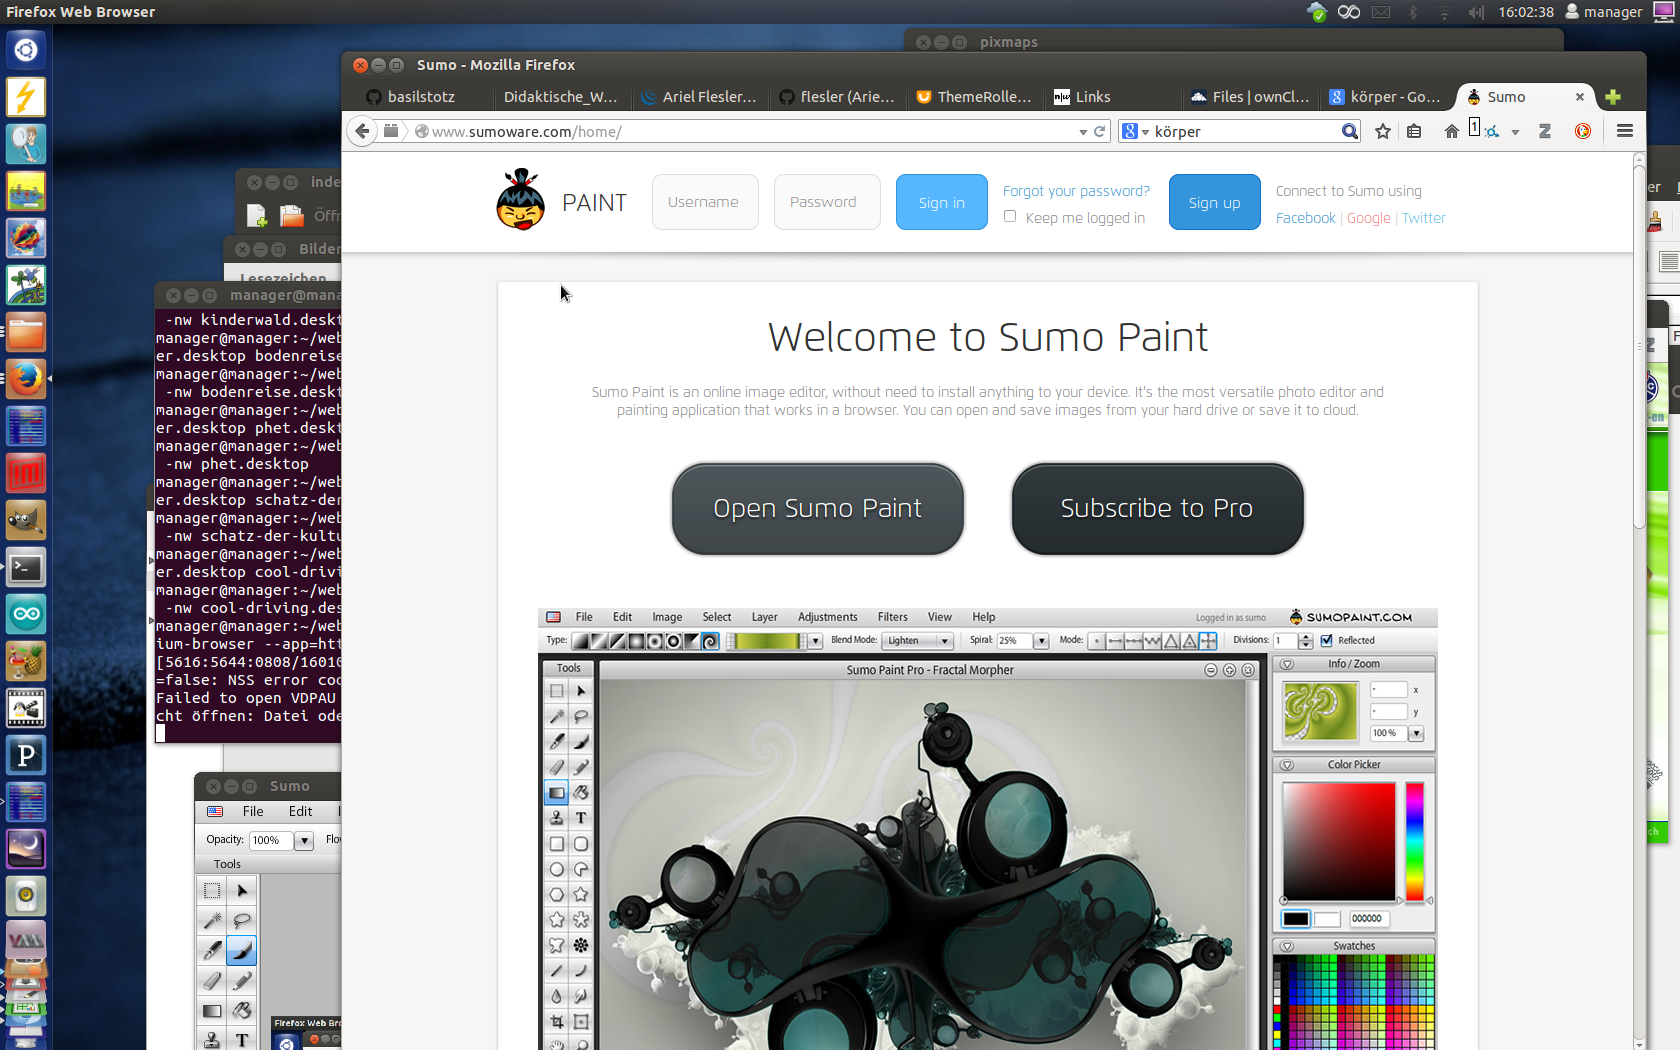 Firefox Web Browser
16:02:38 manager
pixmaps
Sumo - Mozilla Firefox
basilstotz
Didaktische_W...
Ariel Flesler...
flesler (Arie...
ThemeRolle...
n|w Links
Files | ownCl...
körper - Go...
Sumo
www.sumoware.com/home/
körper
1
PAINT
Username
Password
Sign in
Forgot your password?
Keep me logged in
Sign up
Connect to Sumo using
Facebook | Google | Twitter
Welcome to Sumo Paint
Sumo Paint is an online image editor, without need to install anything to your device. It's the most versatile photo editor and
painting application that works in a browser. You can open and save images from your hard drive or save it to cloud.
Open Sumo Paint
Subscribe to Pro
File Edit Image Select Layer Adjustments Filters View Help
Logged in as sumo
SUMOPAINT.COM
Type:
Blend Mode: Lighten
Spiral: 25%
Mode:
Divisions: 1
Reflected
Tools
Sumo Paint Pro - Fractal Morpher
Info / Zoom
x
y
100 %
Color Picker
000000
Swatches
inde
Öffn
Bilder
Lesezeichen
manager@mana
-nw kinderwald.deskt
manager@manager:~/web
er.desktop bodenreise
manager@manager:~/web
-nw bodenreise.deskt
manager@manager:~/web
er.desktop phet.deskt
manager@manager:~/web
-nw phet.desktop
manager@manager:~/web
er.desktop schatz-der
manager@manager:~/web
-nw schatz-der-kultu
manager@manager:~/web
er.desktop cool-drivi
manager@manager:~/web
-nw cool-driving.des
manager@manager:~/web
ium-browser --app=htt
[5616:5644:0808/16010
=false: NSS error cod
Failed to open VDPAU
cht öffnen: Datei ode
Sumo
File Edit
Opacity: 100% Flo
Tools
Firefox Web Bro
er
-en
ch